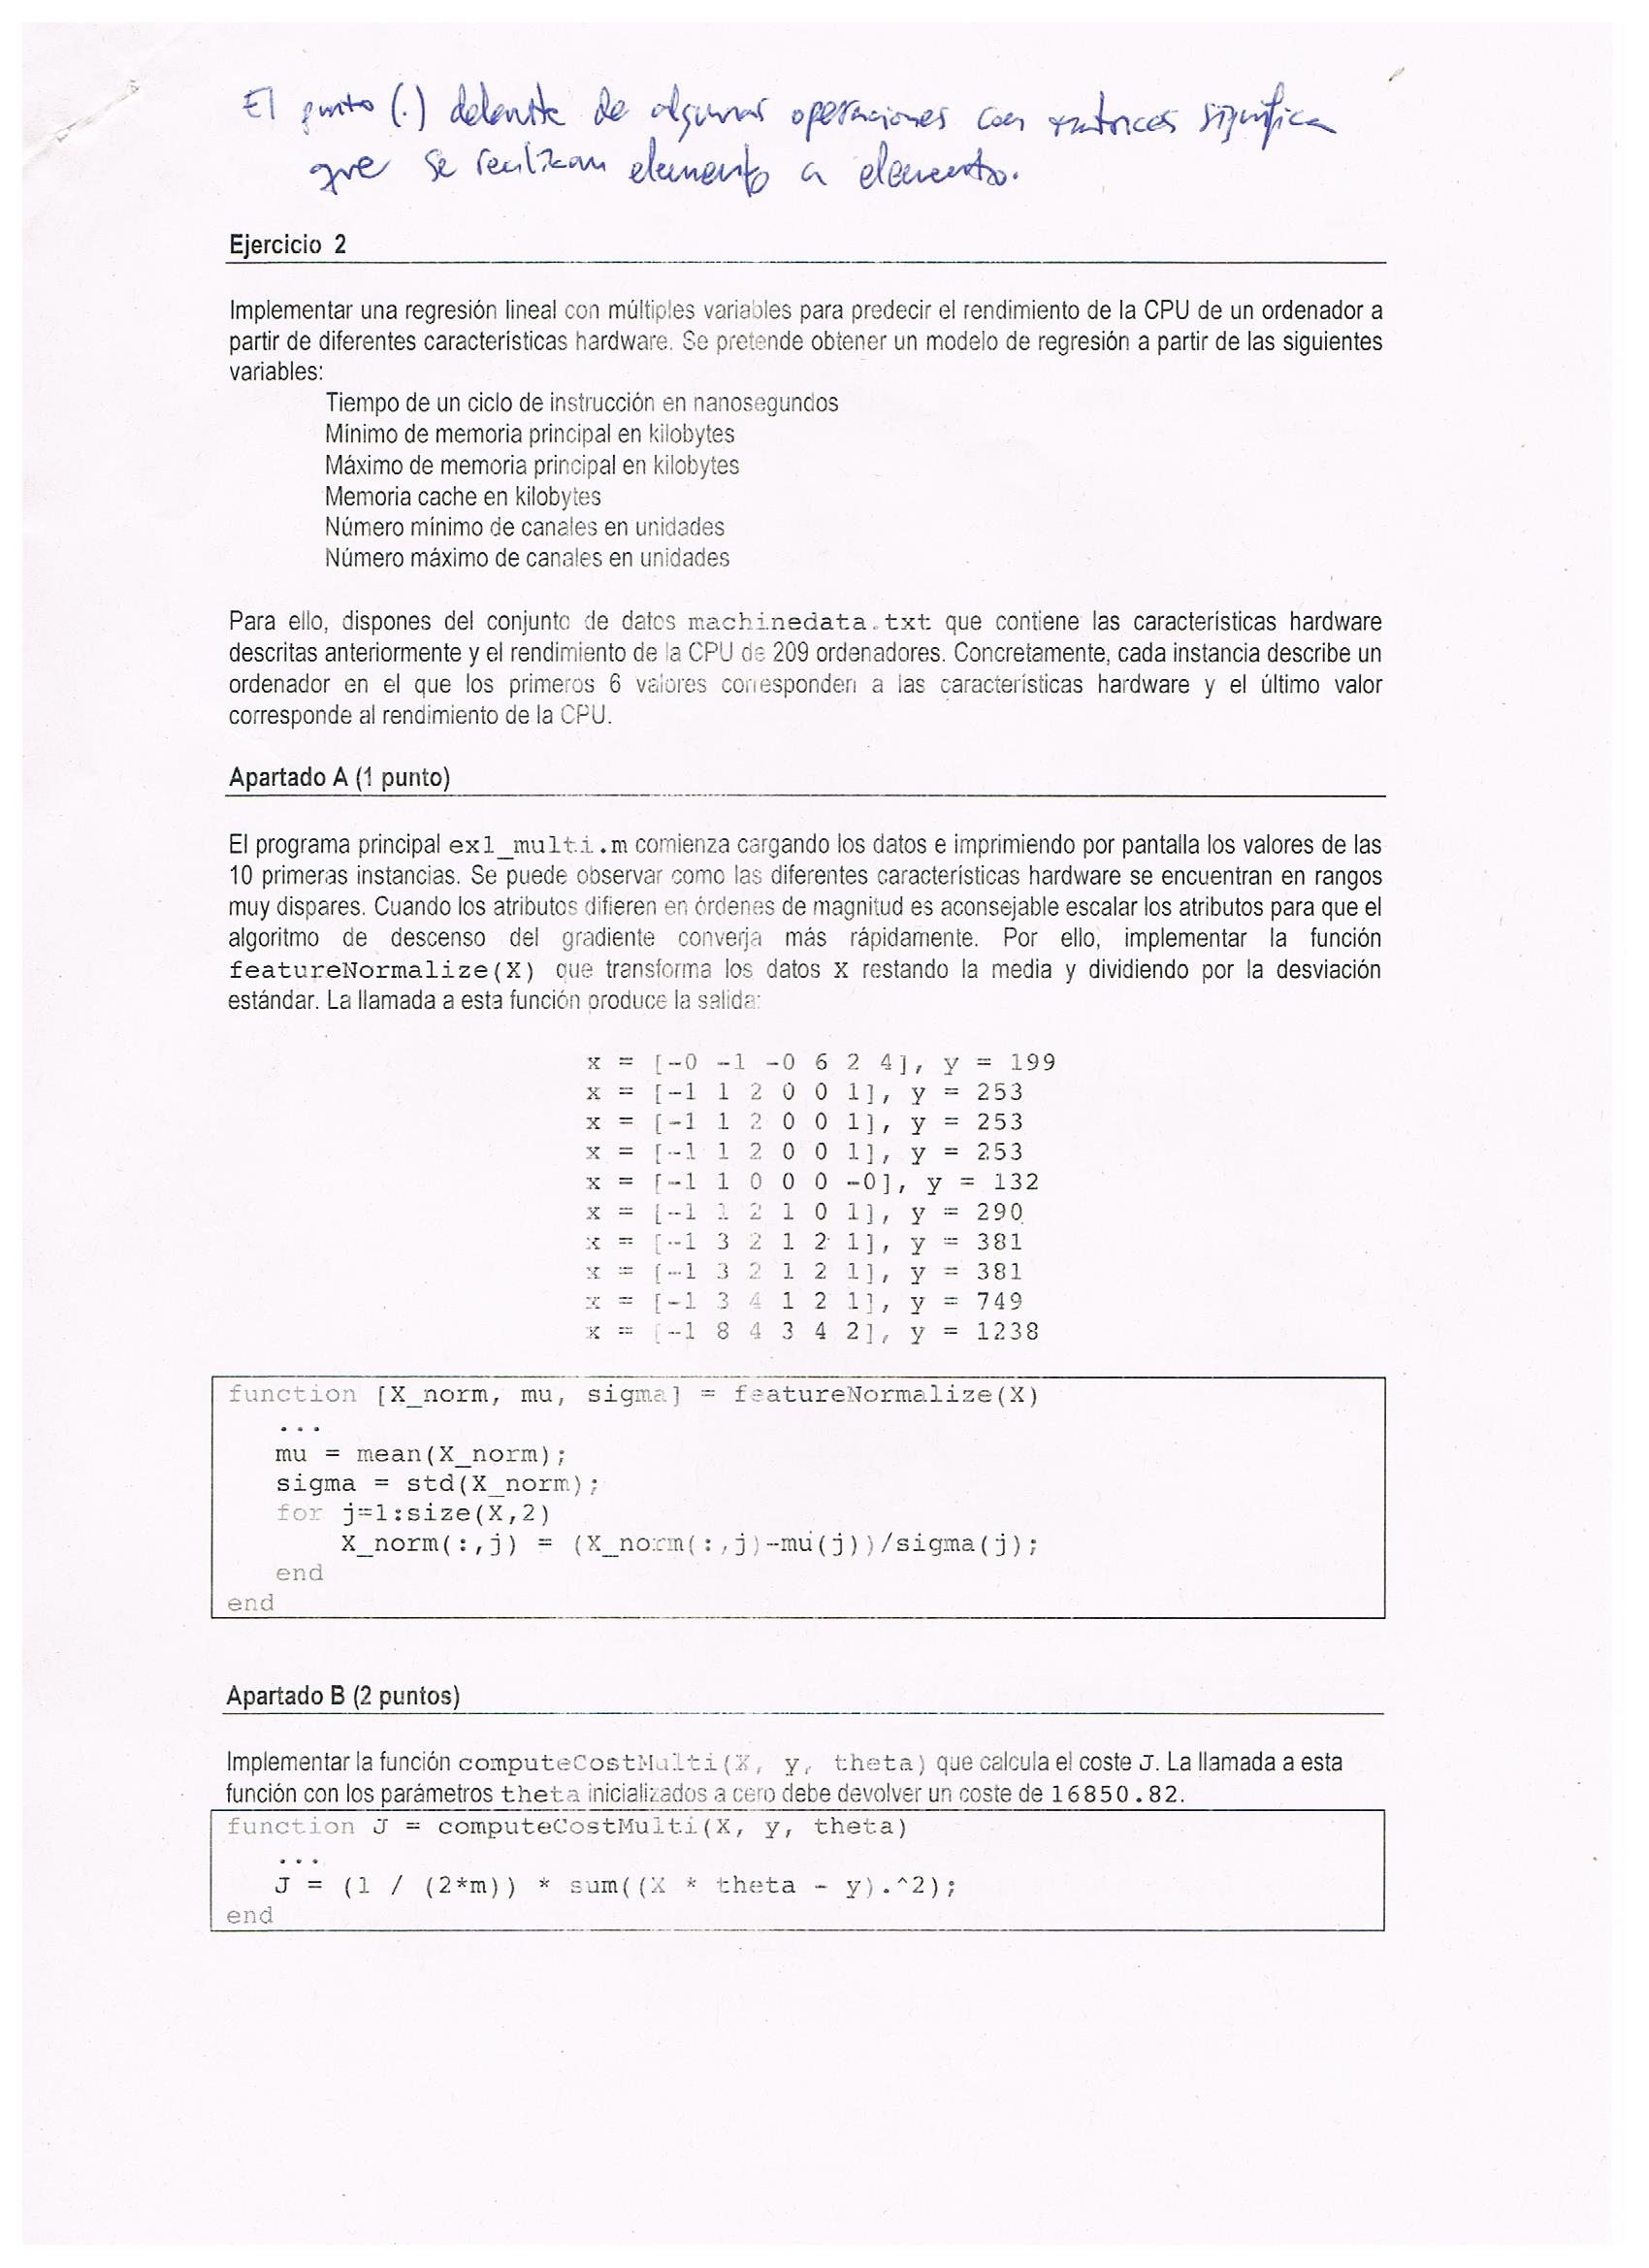 El punto (.) delante de algunas operaciones con matrices significa
que se realizan elemento a elemento.
Ejercicio 2
Implementar una regresión lineal con múltiples variables para predecir el rendimiento de la CPU de un ordenador a
partir de diferentes características hardware. Se pretende obtener un modelo de regresión a partir de las siguientes
variables:
Tiempo de un ciclo de instrucción en nanosegundos
Mínimo de memoria principal en kilobytes
Máximo de memoria principal en kilobytes
Memoria cache en kilobytes
Número mínimo de canales en unidades
Número máximo de canales en unidades
Para ello, dispones del conjunto de datos machinedata.txt que contiene las características hardware
descritas anteriormente y el rendimiento de la CPU de 209 ordenadores. Concretamente, cada instancia describe un
ordenador en el que los primeros 6 valores corresponden a las características hardware y el último valor
corresponde al rendimiento de la CPU.
Apartado A (1 punto)
El programa principal ex1_multi.m comienza cargando los datos e imprimiendo por pantalla los valores de las
10 primeras instancias. Se puede observar como las diferentes características hardware se encuentran en rangos
muy dispares. Cuando los atributos difieren en órdenes de magnitud es aconsejable escalar los atributos para que el
algoritmo de descenso del gradiente converja más rápidamente. Por ello, implementar la función
featureNormalize(X) que transforma los datos X restando la media y dividiendo por la desviación
estándar. La llamada a esta función produce la salida:
x = [-0 -1 -0 6 2 4], y = 199
x = [-1 1 2 0 0 1], y = 253
x = [-1 1 2 0 0 1], y = 253
x = [-1 1 2 0 0 1], y = 253
x = [-1 1 0 0 0 -0], y = 132
x = [-1 1 2 1 0 1], y = 290
x = [-1 3 2 1 2 1], y = 381
x = [-1 3 2 1 2 1], y = 381
x = [-1 3 4 1 2 1], y = 749
x = [-1 8 4 3 4 2], y = 1238
function [X_norm, mu, sigma] = featureNormalize(X)
...
mu = mean(X_norm);
sigma = std(X_norm);
for j=1:size(X,2)
X_norm(:,j) = (X_norm(:,j)-mu(j))/sigma(j);
end
end
Apartado B (2 puntos)
Implementar la función computeCostMulti(X, y, theta) que calcula el coste J. La llamada a esta
función con los parámetros theta inicializados a cero debe devolver un coste de 16850.82.
function J = computeCostMulti(X, y, theta)
...
J = (1 / (2*m)) * sum((X * theta - y).^2);
end